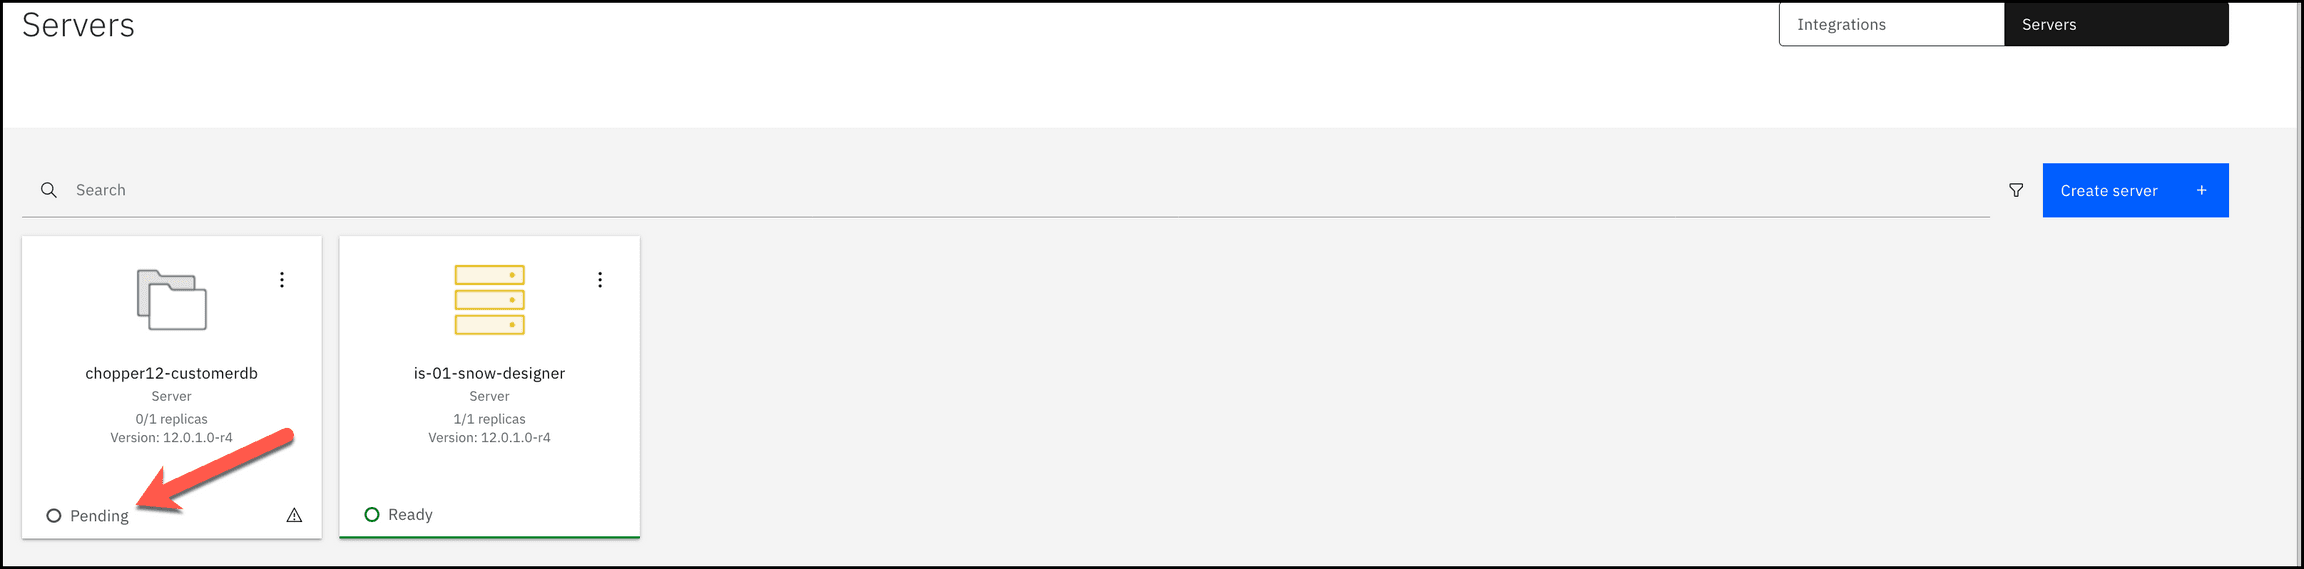 Servers
Integrations
Servers
Search
Create server +
chopper12-customerdb
Server
0/1 replicas
Version: 12.0.1.0-r4
Pending
is-01-snow-designer
Server
1/1 replicas
Version: 12.0.1.0-r4
Ready